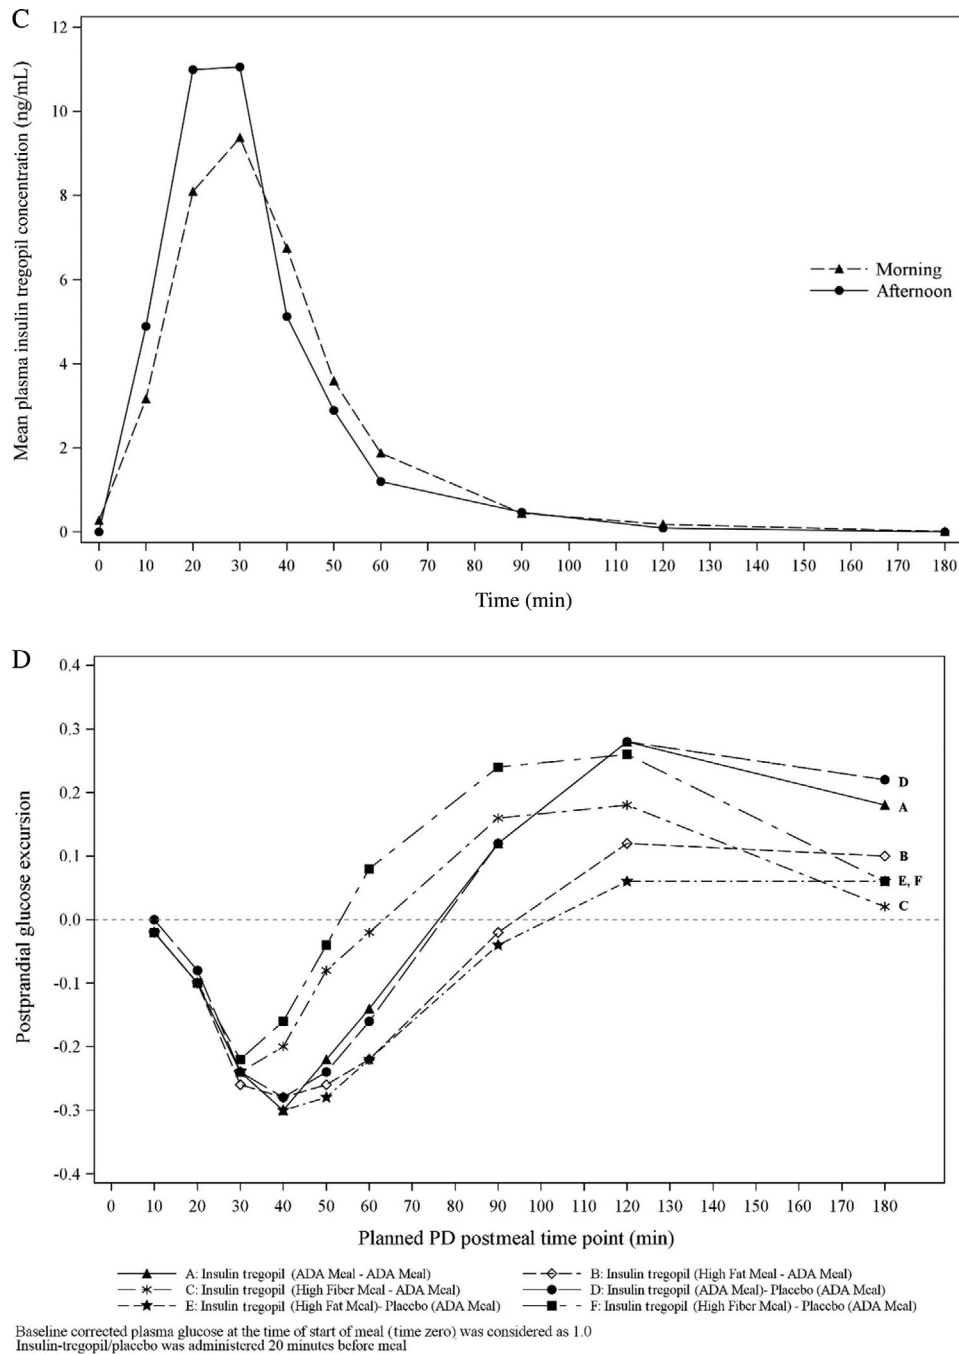 C
Mean plasma insulin tregopil concentration (ng/mL)
12
10
8
6
4
2
0
Morning
Afternoon
0 10 20 30 40 50 60 70 80 90 100 110 120 130 140 150 160 170 180
Time (min)
D
Postprandial glucose excursion
0.4
0.3
0.2
0.1
0.0
-0.1
-0.2
-0.3
-0.4
D
A
B
E, F
C
0 10 20 30 40 50 60 70 80 90 100 110 120 130 140 150 160 170 180
Planned PD postmeal time point (min)
A: Insulin tregopil (ADA Meal - ADA Meal) B: Insulin tregopil (High Fat Meal - ADA Meal)
C: Insulin tregopil (High Fiber Meal - ADA Meal) D: Insulin tregopil (ADA Meal)- Placebo (ADA Meal)
E: Insulin tregopil (High Fat Meal)- Placebo (ADA Meal) F: Insulin tregopil (High Fiber Meal) - Placebo (ADA Meal)
Baseline corrected plasma glucose at the time of start of meal (time zero) was considered as 1.0
Insulin-tregopil/placebo was administered 20 minutes before meal